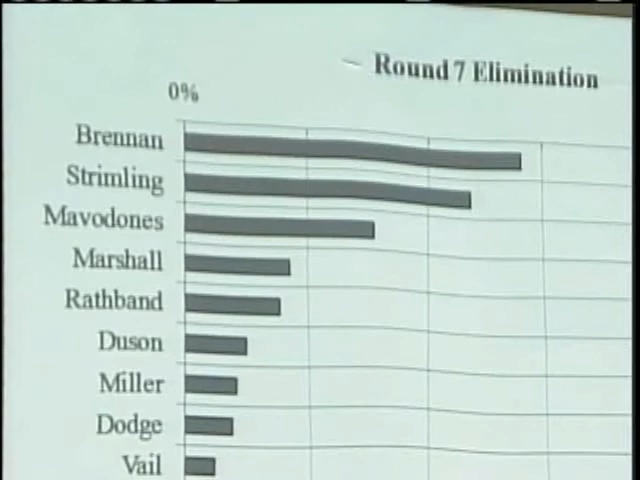 Round 7 Elimination
0%
Brennan
Strimling
Mavodones
Marshall
Rathband
Duson
Miller
Dodge
Vail